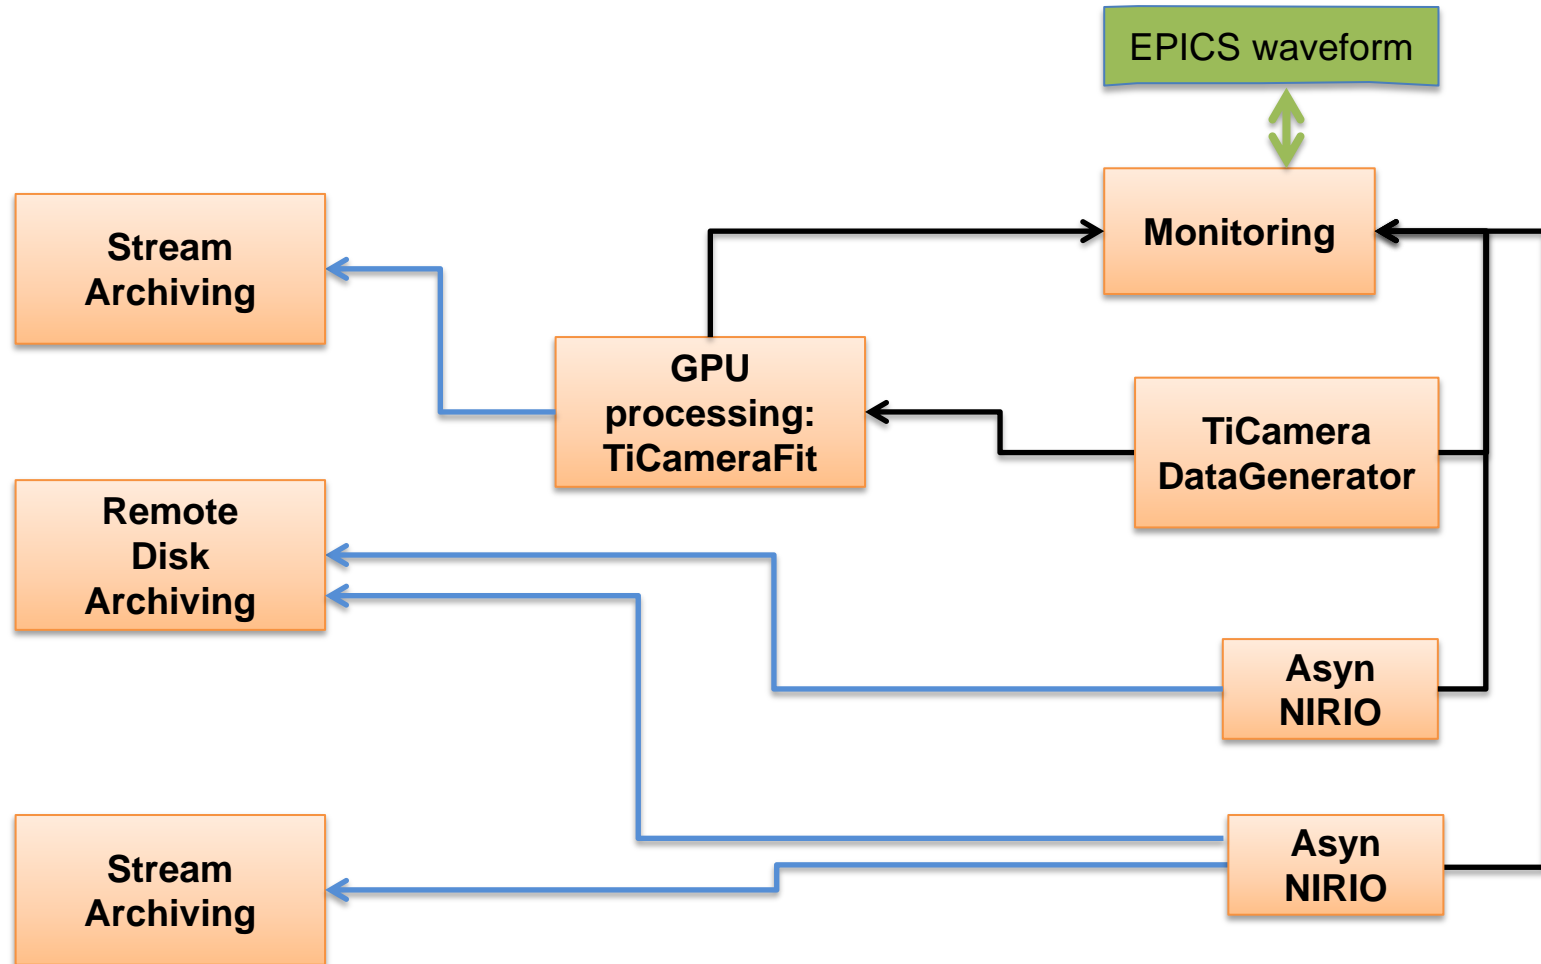 EPICS waveform
Monitoring
Stream
Archiving
GPU
processing:
TiCameraFit
TiCamera
DataGenerator
Remote
Disk
Archiving
Asyn
NIRIO
Asyn
NIRIO
Stream
Archiving